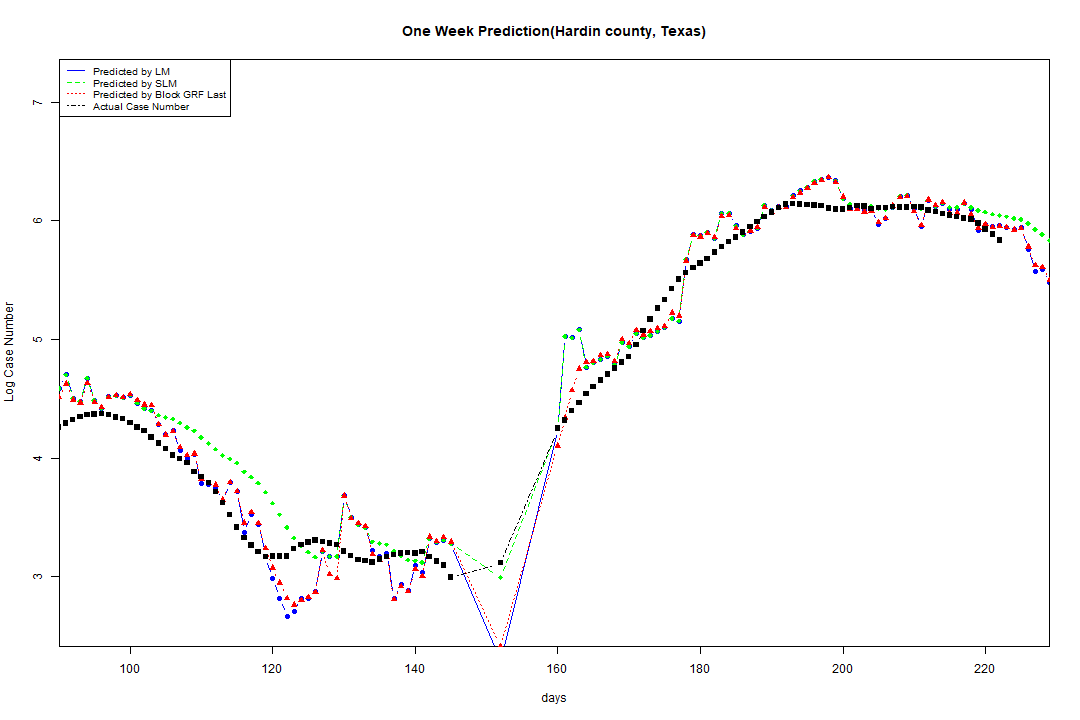 One Week Prediction(Hardin county, Texas)
Predicted by LM
Predicted by SLM
Predicted by Block GRF Last
Actual Case Number
7
6
5
4
3
Log Case Number
100 120 140 160 180 200 220
days